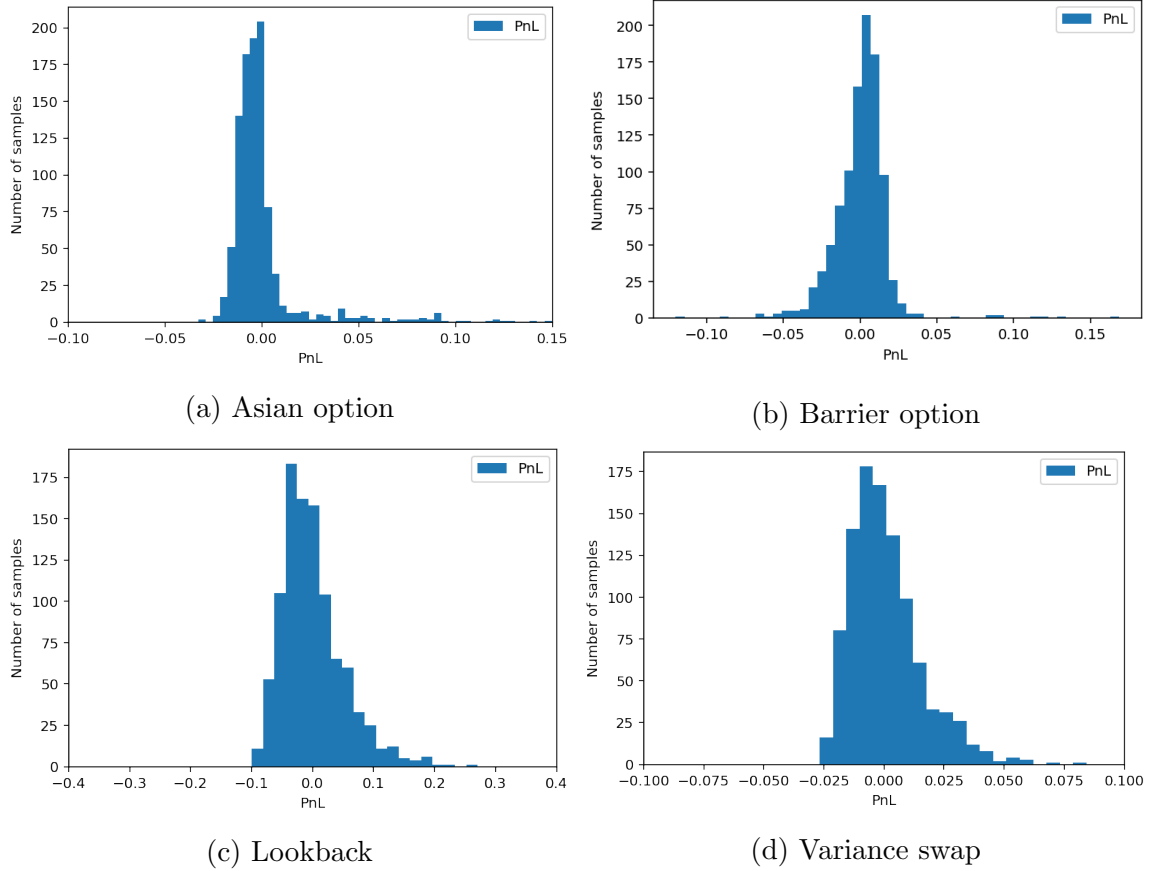 200
175
150
125
100
75
50
25
0
Number of samples
PnL
−0.10 −0.05 0.00 0.05 0.10 0.15
PnL
(a) Asian option
200
175
150
125
100
75
50
25
0
Number of samples
PnL
−0.10 −0.05 0.00 0.05 0.10 0.15
PnL
(b) Barrier option
175
150
125
100
75
50
25
0
Number of samples
PnL
−0.4 −0.3 −0.2 −0.1 0.0 0.1 0.2 0.3 0.4
PnL
(c) Lookback
175
150
125
100
75
50
25
0
Number of samples
PnL
−0.100 −0.075 −0.050 −0.025 0.000 0.025 0.050 0.075 0.100
PnL
(d) Variance swap